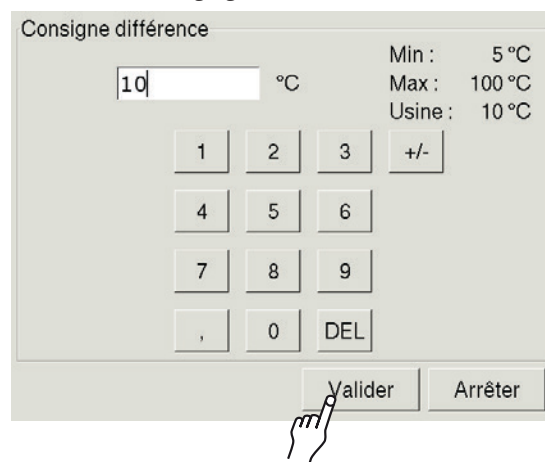 Consigne différence
10 °C
Min : 5 °C
Max : 100 °C
Usine : 10 °C
1 2 3 +/-
4 5 6
7 8 9
, 0 DEL
Valider Arrêter